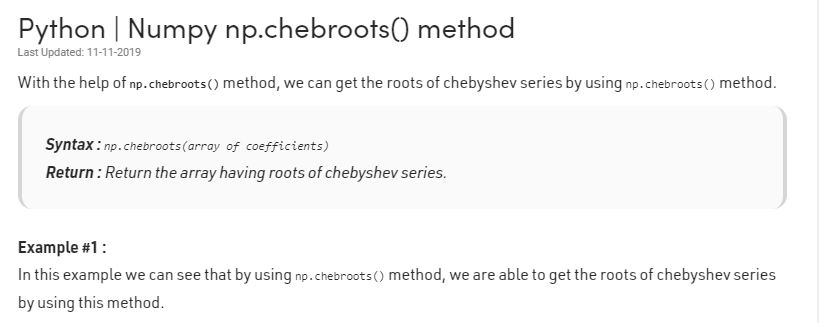 Python | Numpy np.chebroots() method
Last Updated: 11-11-2019
With the help of np.chebroots() method, we can get the roots of chebyshev series by using np.chebroots() method.
Syntax : np.chebroots(array of coefficients)
Return : Return the array having roots of chebyshev series.
Example #1 :
In this example we can see that by using np.chebroots() method, we are able to get the roots of chebyshev series
by using this method.